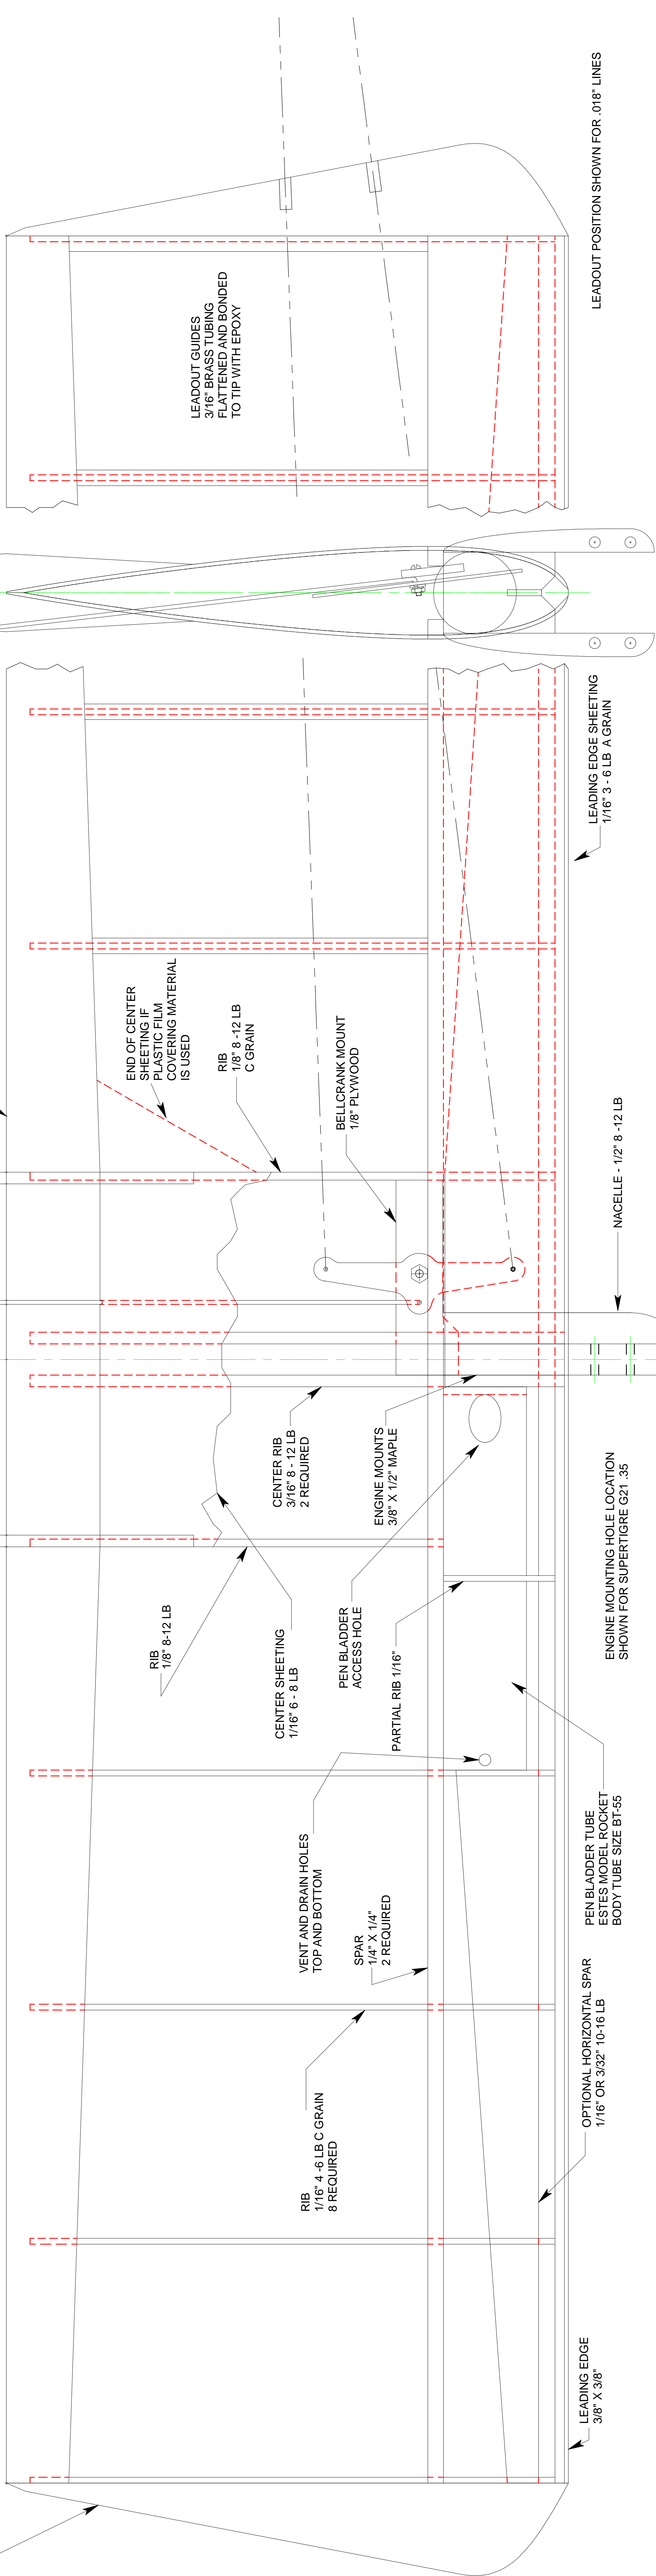 LEADOUT POSITION SHOWN FOR .018" LINES
LEADOUT GUIDES
3/16" BRASS TUBING
FLATTENED AND BONDED
TO TIP WITH EPOXY
LEADING EDGE SHEETING
1/16" 3 - 6 LB A GRAIN
END OF CENTER
SHEETING IF
PLASTIC FILM
COVERING MATERIAL
IS USED
RIB
1/8" 8 -12 LB
C GRAIN
BELLCRANK MOUNT
1/8" PLYWOOD
NACELLE - 1/2" 8 -12 LB
CENTER RIB
3/16" 8 - 12 LB
2 REQUIRED
ENGINE MOUNTS
3/8" X 1/2" MAPLE
ENGINE MOUNTING HOLE LOCATION
SHOWN FOR SUPERTIGRE G21 .35
RIB
1/8" 8-12 LB
CENTER SHEETING
1/16" 6 - 8 LB
PEN BLADDER
ACCESS HOLE
PARTIAL RIB 1/16"
VENT AND DRAIN HOLES
TOP AND BOTTOM
SPAR
1/4" X 1/4"
2 REQUIRED
PEN BLADDER TUBE
ESTES MODEL ROCKET
BODY TUBE SIZE BT-55
RIB
1/16" 4 -6 LB C GRAIN
8 REQUIRED
OPTIONAL HORIZONTAL SPAR
1/16" OR 3/32" 10-16 LB
LEADING EDGE
3/8" X 3/8"